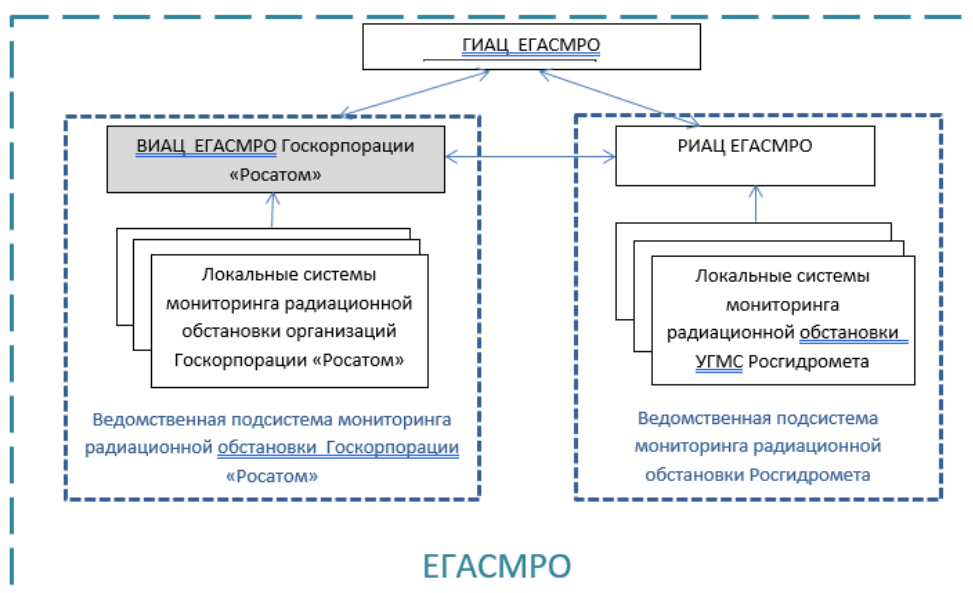 ГИАЦ ЕГАСМРО
ВИАЦ ЕГАСМРО Госкорпорации
«Росатом»
РИАЦ ЕГАСМРО
Локальные системы
мониторинга радиационной
обстановки организаций
Госкорпорации «Росатом»
Локальные системы
мониторинга
радиационной обстановки
УГМС Росгидромета
Ведомственная подсистема мониторинга
радиационной обстановки Госкорпорации
«Росатом»
Ведомственная подсистема
мониторинга радиационной
обстановки Росгидромета
ЕГАСМРО